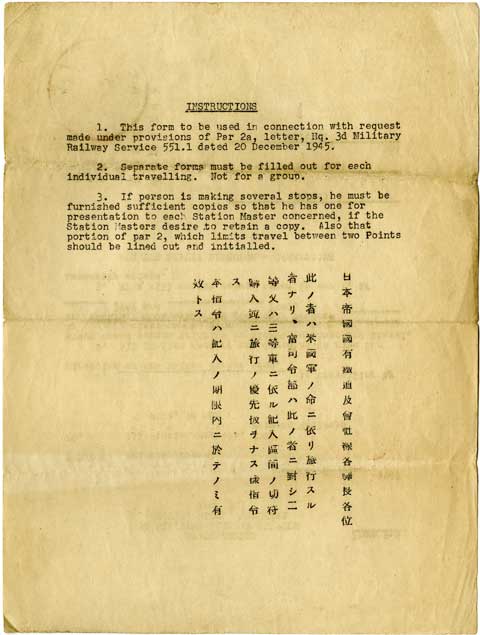 INSTRUCTIONS
1. This form to be used in connection with request
made under provisions of Par 2a, letter, Hq. 3d Military
Railway Service 551.1 dated 20 December 1945.
2. Separate forms must be filled out for each
individual travelling. Not for a group.
3. If person is making several stops, he must be
furnished sufficient copies so that he has one for
presentation to each Station Master concerned, if the
Station Masters desire to retain a copy. Also that
portion of par 2, which limits travel between two Points
should be lined out and initialled.
日本帝國國有鐵道及會社線各驛長各位
此ノ者ハ米國軍ノ命ニ依リ旅行スル
者ナリ、當司令部ハ此ノ者ニ對シ二
等又ハ三等車ニ依ル記入區間ノ切符
購入並ニ旅行ノ優先扱ヲナス樣指令
ス
本指令ハ記入ノ期限內ニ於テノミ有
效トス